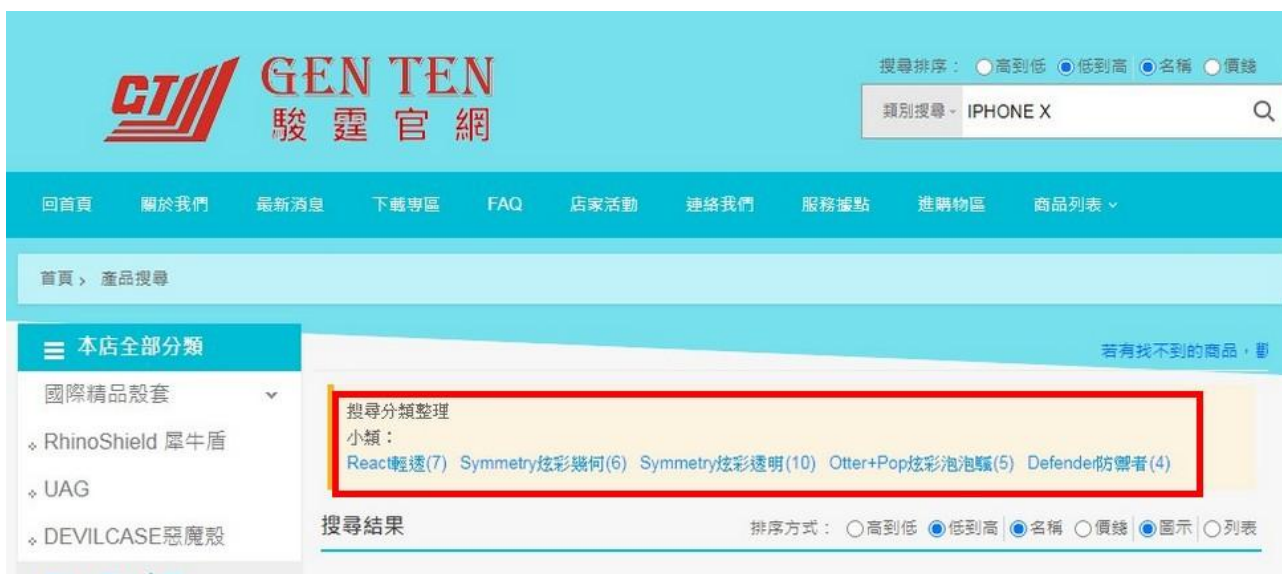 GTM
GEN TEN
駿霆官網
搜尋排序： 高到低 低到高 名稱 價錢
類別搜尋 IPHONE X
回首頁 關於我們 最新消息 下載專區 FAQ 店家活動 連絡我們 服務據點 進購物區 商品列表
首頁 > 產品搜尋
本店全部分類
若有找不到的商品，
國際精品殼套
RhinoShield 犀牛盾
UAG
DEVILCASE惡魔殼
搜尋分類整理
小類：
React輕透(7) Symmetry炫彩幾何(6) Symmetry炫彩透明(10) Otter+Pop炫彩泡泡騷(5) Defender防禦者(4)
搜尋結果
排序方式： 高到低 低到高 名稱 價錢 圖示 列表